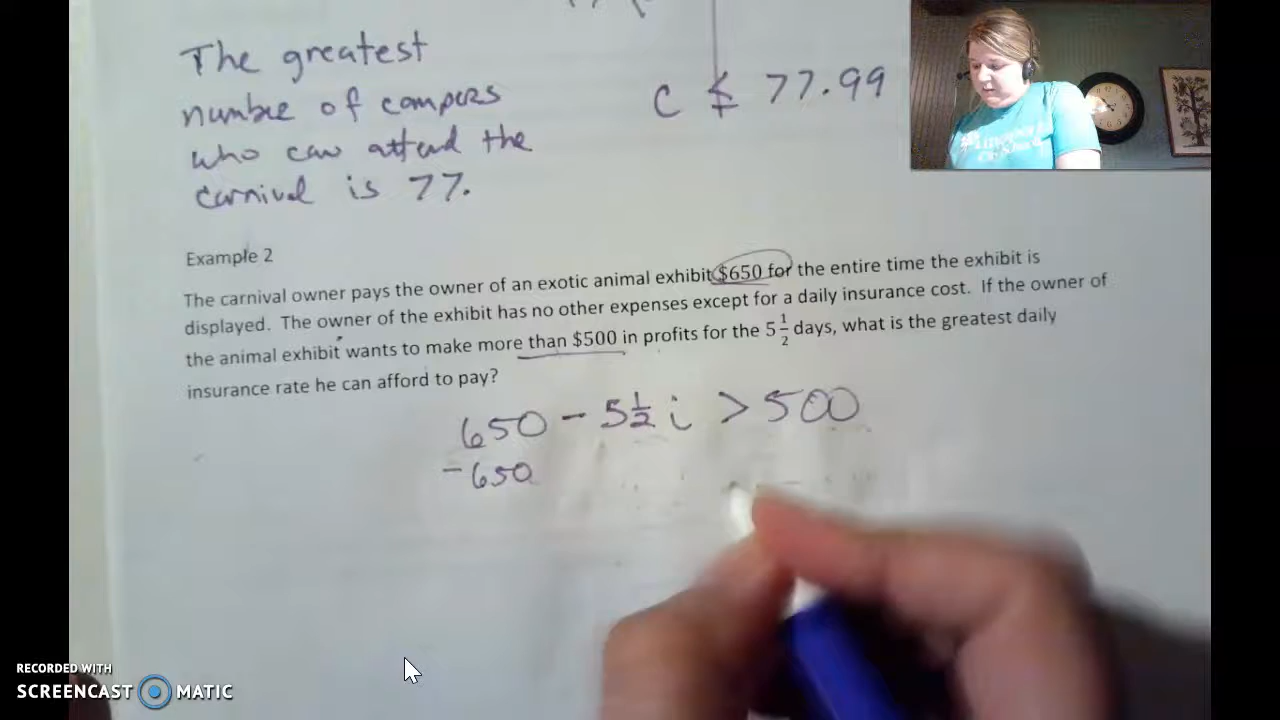 The greatest
number of campers
who can attend the
carnival is 77.
c ≤ 77.99
Example 2
The carnival owner pays the owner of an exotic animal exhibit $650 for the entire time the exhibit is
displayed. The owner of the exhibit has no other expenses except for a daily insurance cost. If the owner of
the animal exhibit wants to make more than $500 in profits for the 5 1/2 days, what is the greatest daily
insurance rate he can afford to pay?
650 - 5 1/2 i > 500
-650
RECORDED WITH
SCREENCAST MATIC